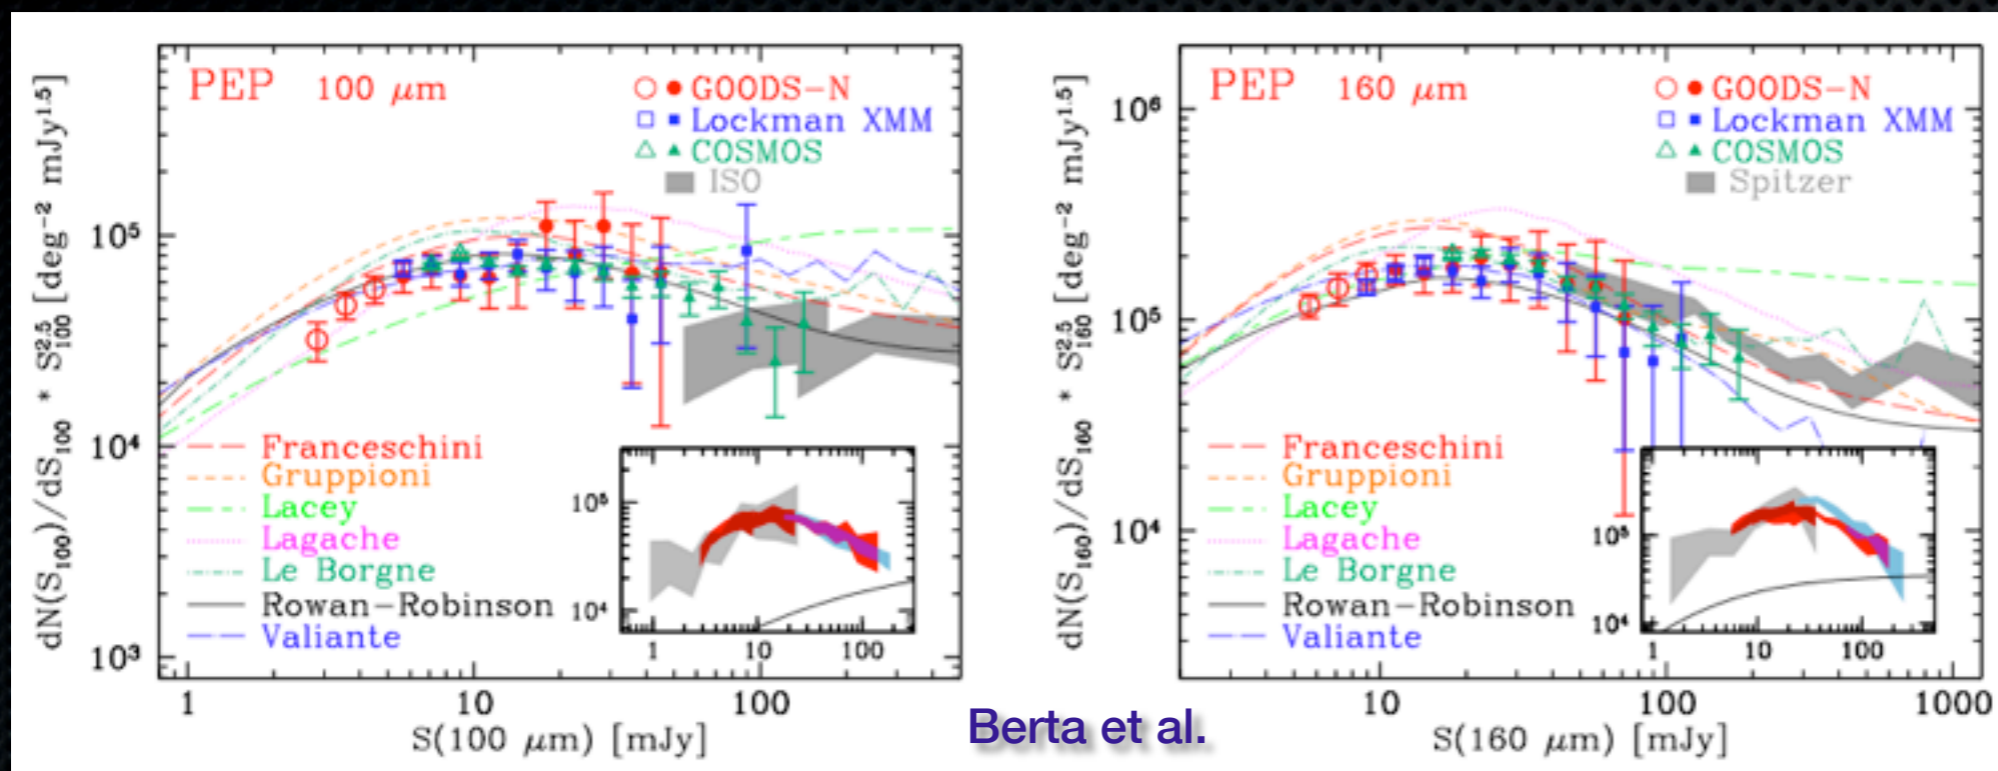 PEP 100 μm
GOODS-N
Lockman XMM
COSMOS
ISO
dN(S₁₀₀)/dS₁₀₀ * S₁₀₀^2.5 [deg⁻² mJy^1.5]
10⁵
10⁴
10³
Franceschini
Gruppioni
Lacey
Lagache
Le Borgne
Rowan-Robinson
Valiante
10⁵
10⁴
1 10 100
1 10 100
S(100 μm) [mJy]
PEP 160 μm
GOODS-N
Lockman XMM
COSMOS
Spitzer
dN(S₁₆₀)/dS₁₆₀ * S₁₆₀^2.5 [deg⁻² mJy^1.5]
10⁶
10⁵
10⁴
Franceschini
Gruppioni
Lacey
Lagache
Le Borgne
Rowan-Robinson
Valiante
10⁵
10⁴
1 10 100
10 100 1000
S(160 μm) [mJy]
Berta et al.